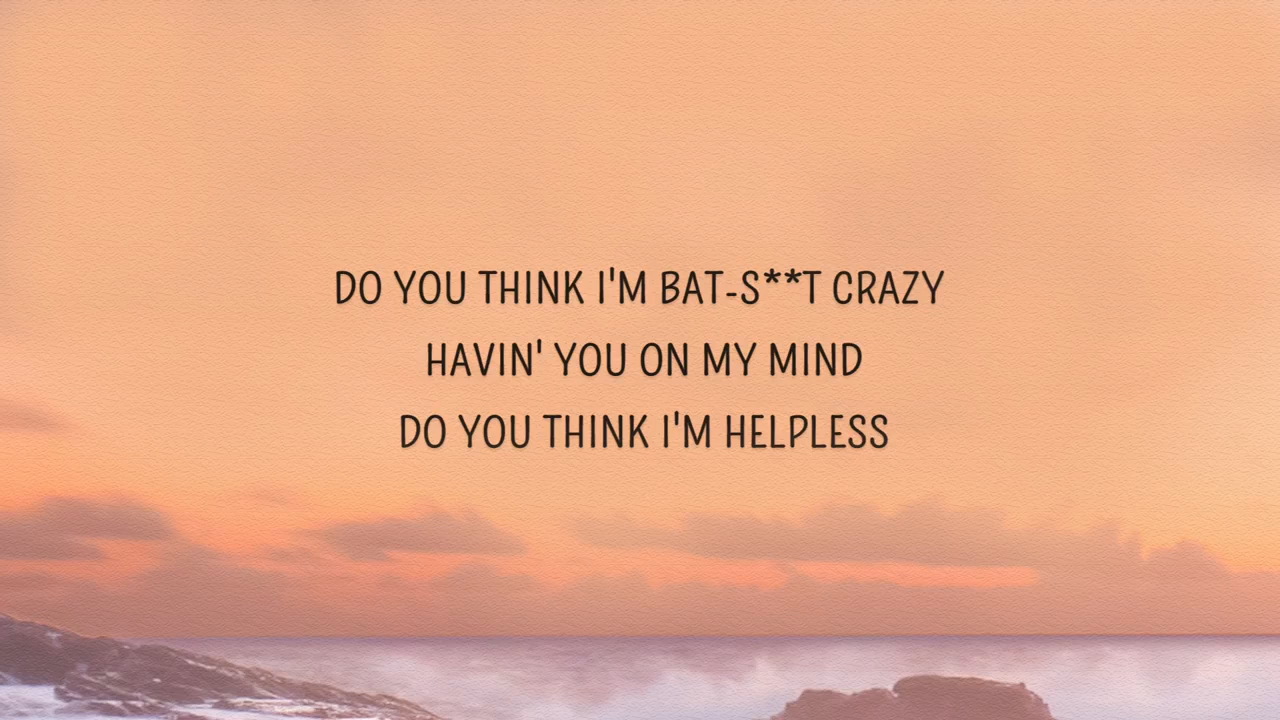 DO YOU THINK I'M BAT-S**T CRAZY
HAVIN' YOU ON MY MIND
DO YOU THINK I'M HELPLESS